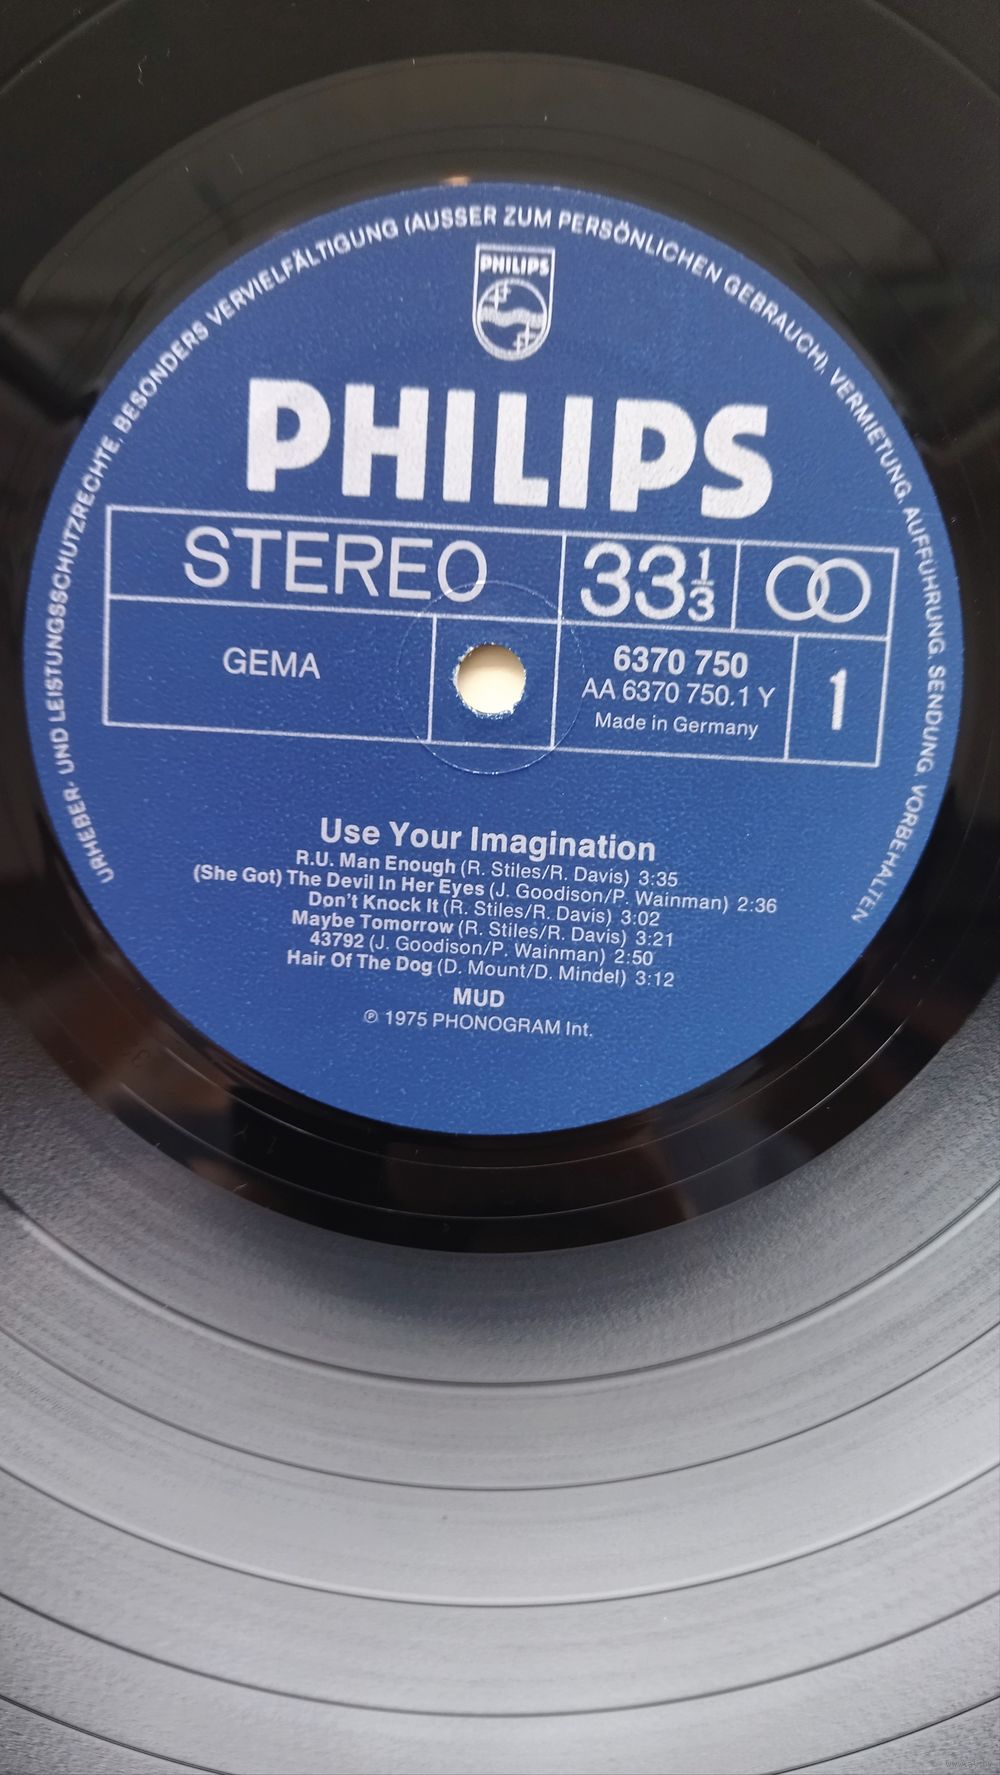 URHEBER- UND LEISTUNGSSCHUTZRECHTE, BESONDERS VERVIELFÄLTIGUNG (AUSSER ZUM PERSÖNLICHEN GEBRAUCH), VERMIETUNG, AUFFÜHRUNG, SENDUNG, VORBEHALTEN
PHILIPS
PHILIPS
STEREO
33 1/3
GEMA
6370 750
AA 6370 750.1 Y
Made in Germany
1
Use Your Imagination
R.U. Man Enough (R. Stiles/R. Davis) 3:35
(She Got) The Devil In Her Eyes (J. Goodison/P. Wainman) 2:36
Don't Knock It (R. Stiles/R. Davis) 3:02
Maybe Tomorrow (R. Stiles/R. Davis) 3:21
43792 (J. Goodison/P. Wainman) 2:50
Hair Of The Dog (D. Mount/D. Mindel) 3:12
MUD
℗ 1975 PHONOGRAM Int.